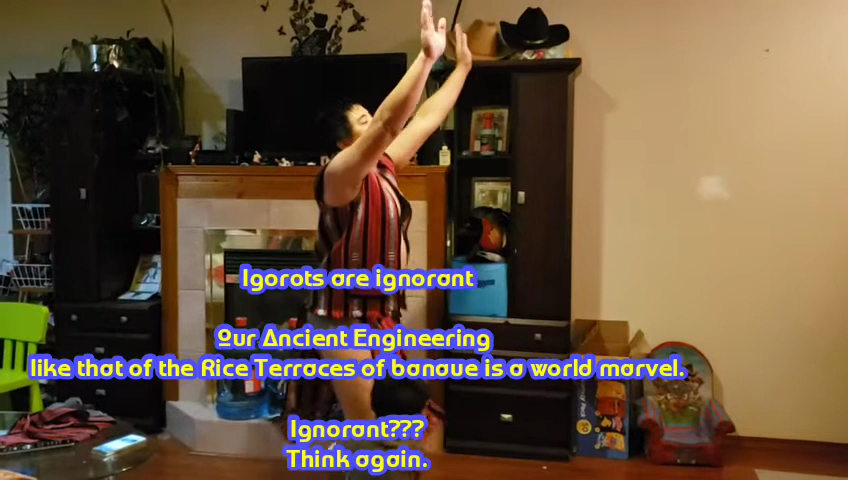 Igorots are ignorant
Our Ancient Engineering
like that of the Rice Terraces of banaue is a world marvel.
Ignorant???
Think again.